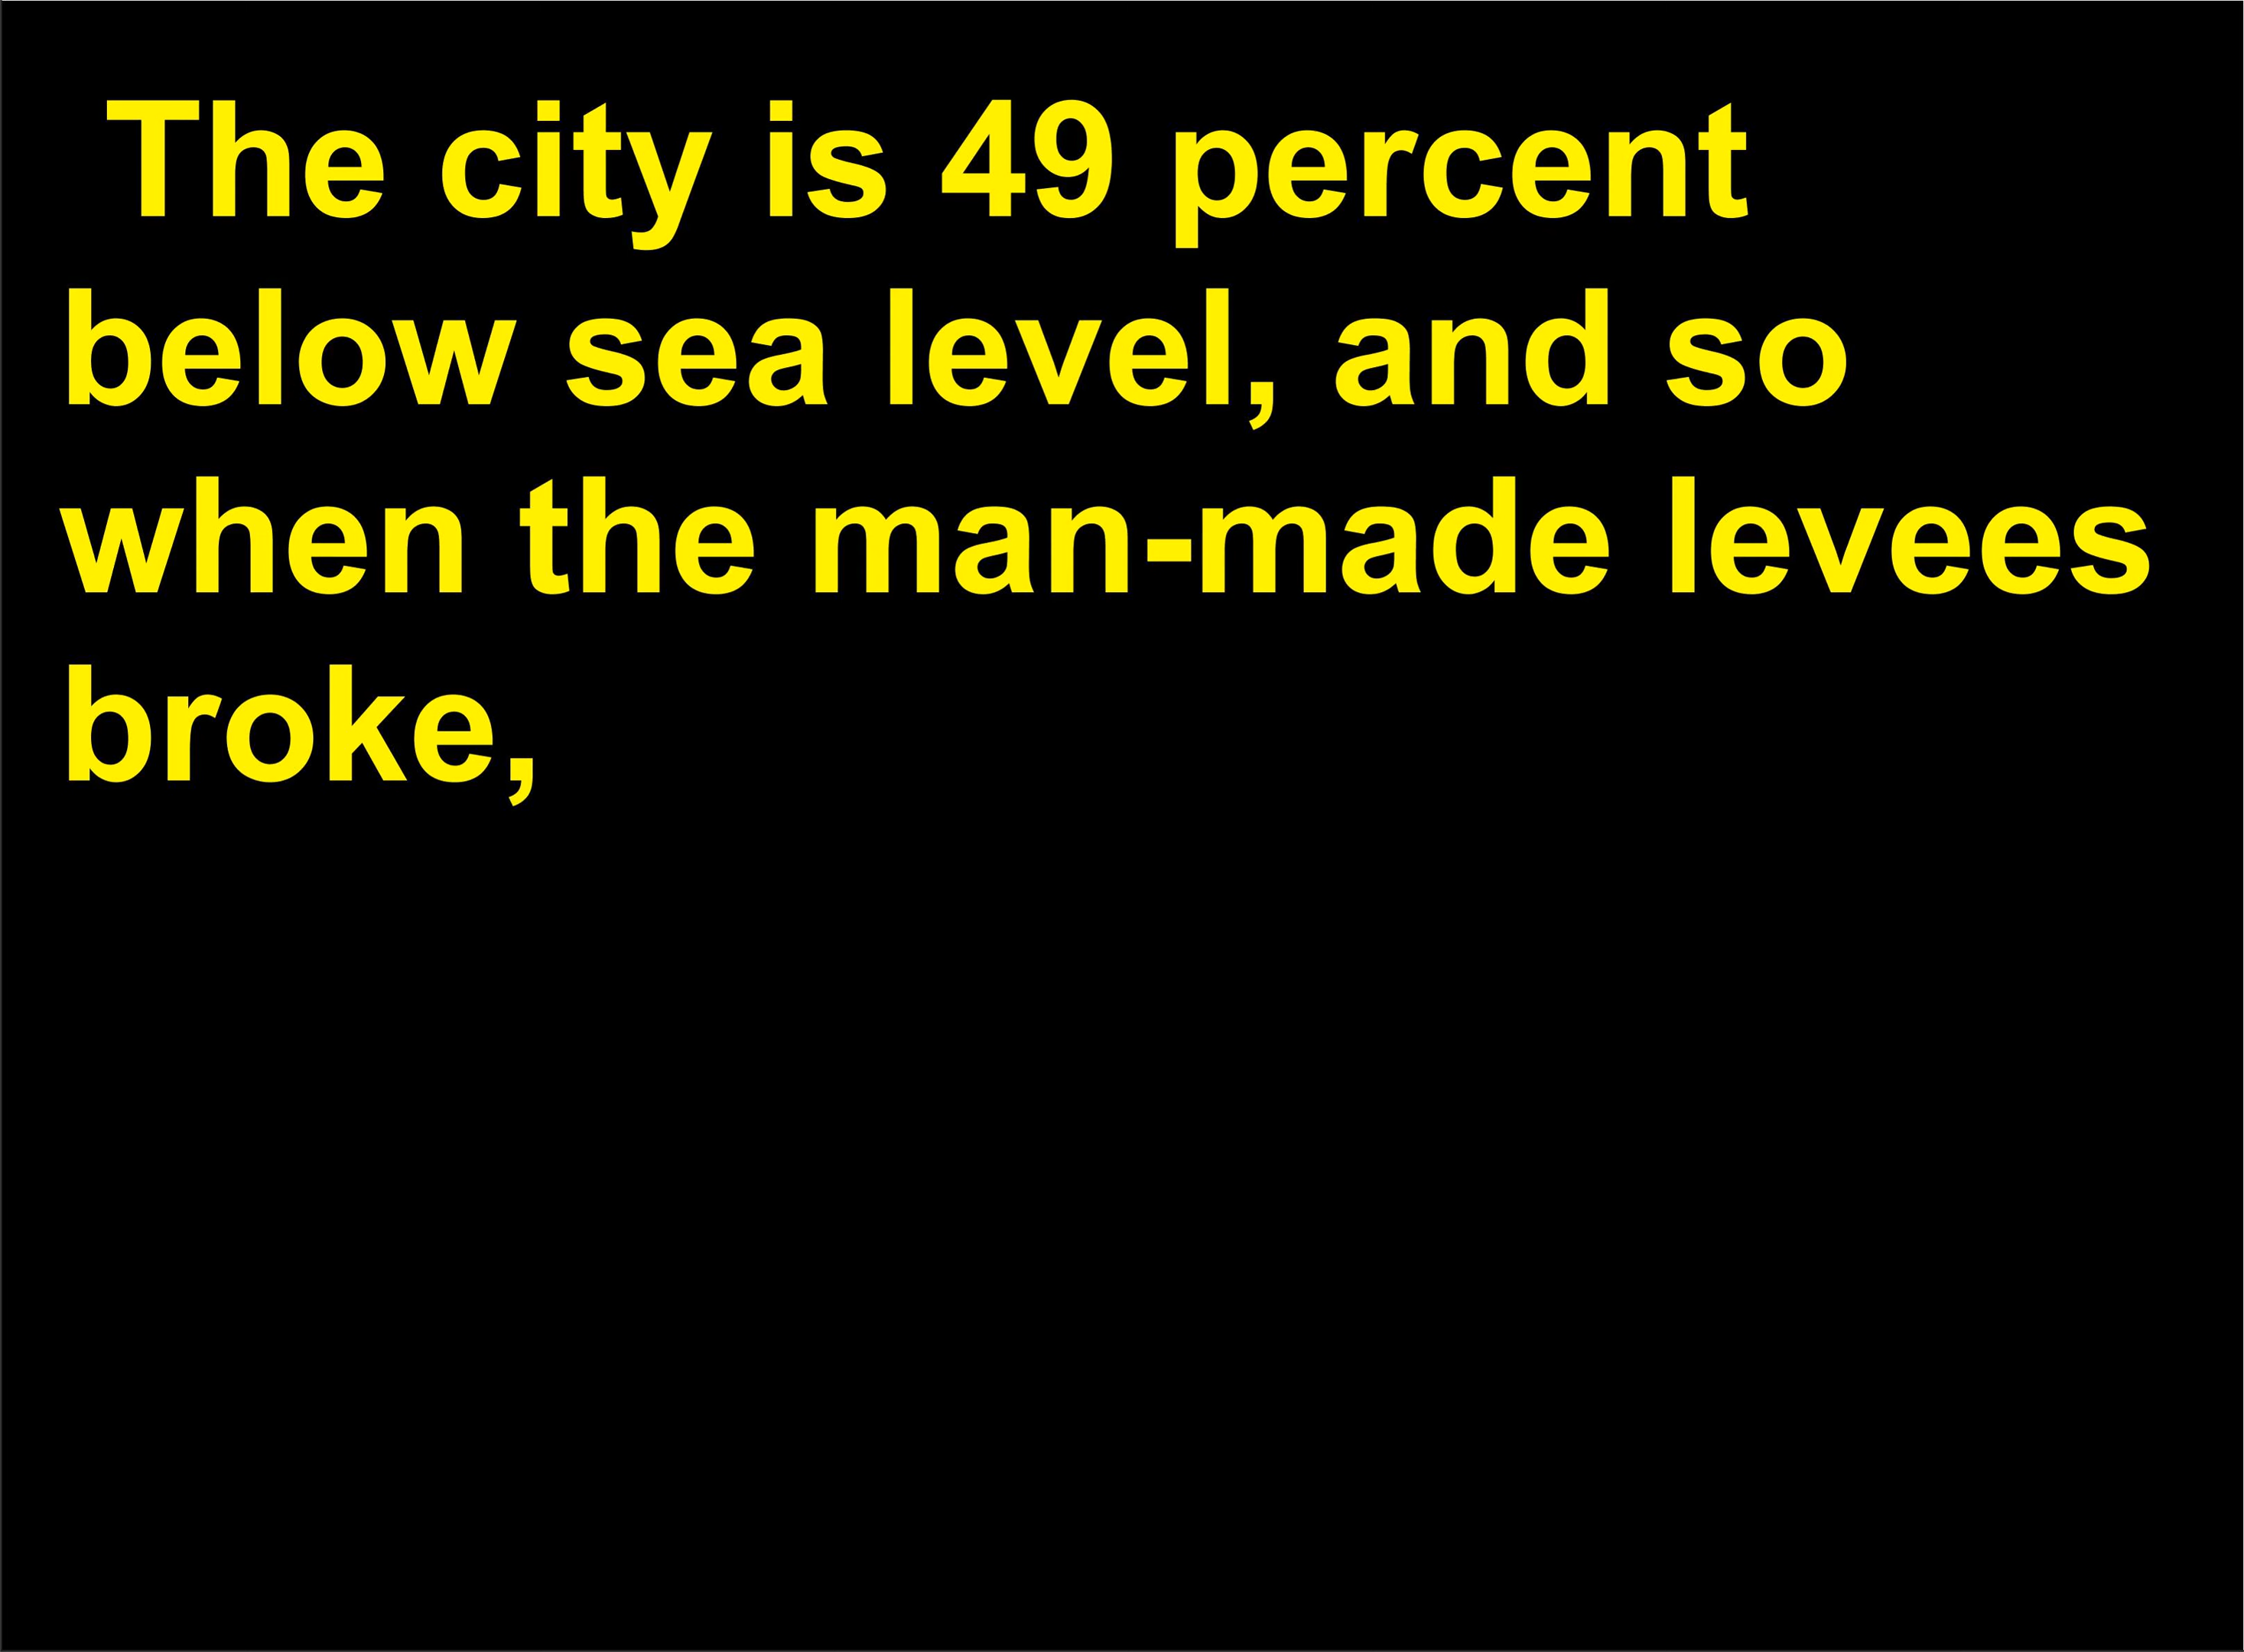 The city is 49 percent
below sea level, and so
when the man-made levees
broke,